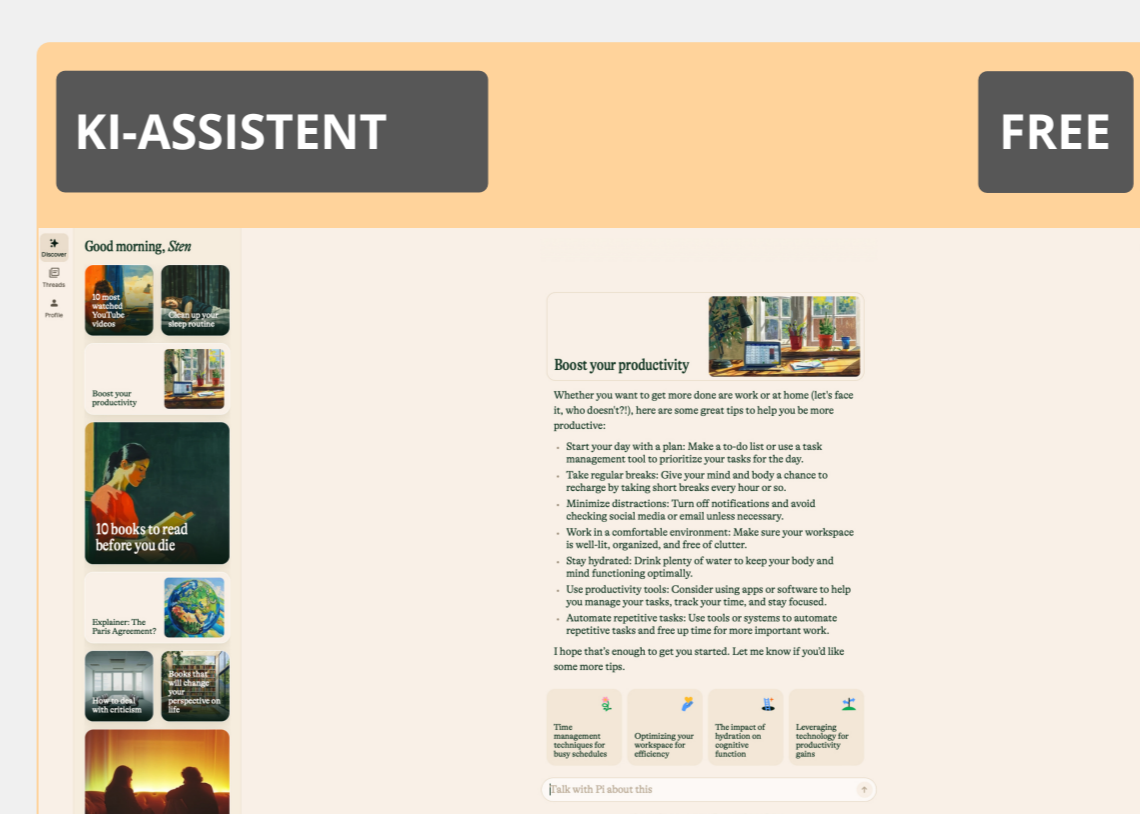 KI-ASSISTENT
FREE
Discover
Threads
Profile
Good morning, Sten
10 most
watched
YouTube
videos
Clean up your
sleep routine
Boost your
productivity
10 books to read
before you die
Explainer: The
Paris Agreement?
How to deal
with criticism
Books that
will change
your
perspective on
life
Boost your productivity
Whether you want to get more done are work or at home (let's face
it, who doesn't?!), here are some great tips to help you be more
productive:
• Start your day with a plan: Make a to-do list or use a task
management tool to prioritize your tasks for the day.
• Take regular breaks: Give your mind and body a chance to
recharge by taking short breaks every hour or so.
• Minimize distractions: Turn off notifications and avoid
checking social media or email unless necessary.
• Work in a comfortable environment: Make sure your workspace
is well-lit, organized, and free of clutter.
• Stay hydrated: Drink plenty of water to keep your body and
mind functioning optimally.
• Use productivity tools: Consider using apps or software to help
you manage your tasks, track your time, and stay focused.
• Automate repetitive tasks: Use tools or systems to automate
repetitive tasks and free up time for more important work.
I hope that's enough to get you started. Let me know if you'd like
some more tips.
Time
management
techniques for
busy schedules
Optimizing your
workspace for
efficiency
The impact of
hydration on
cognitive
function
Leveraging
technology for
productivity
gains
Talk with Pi about this